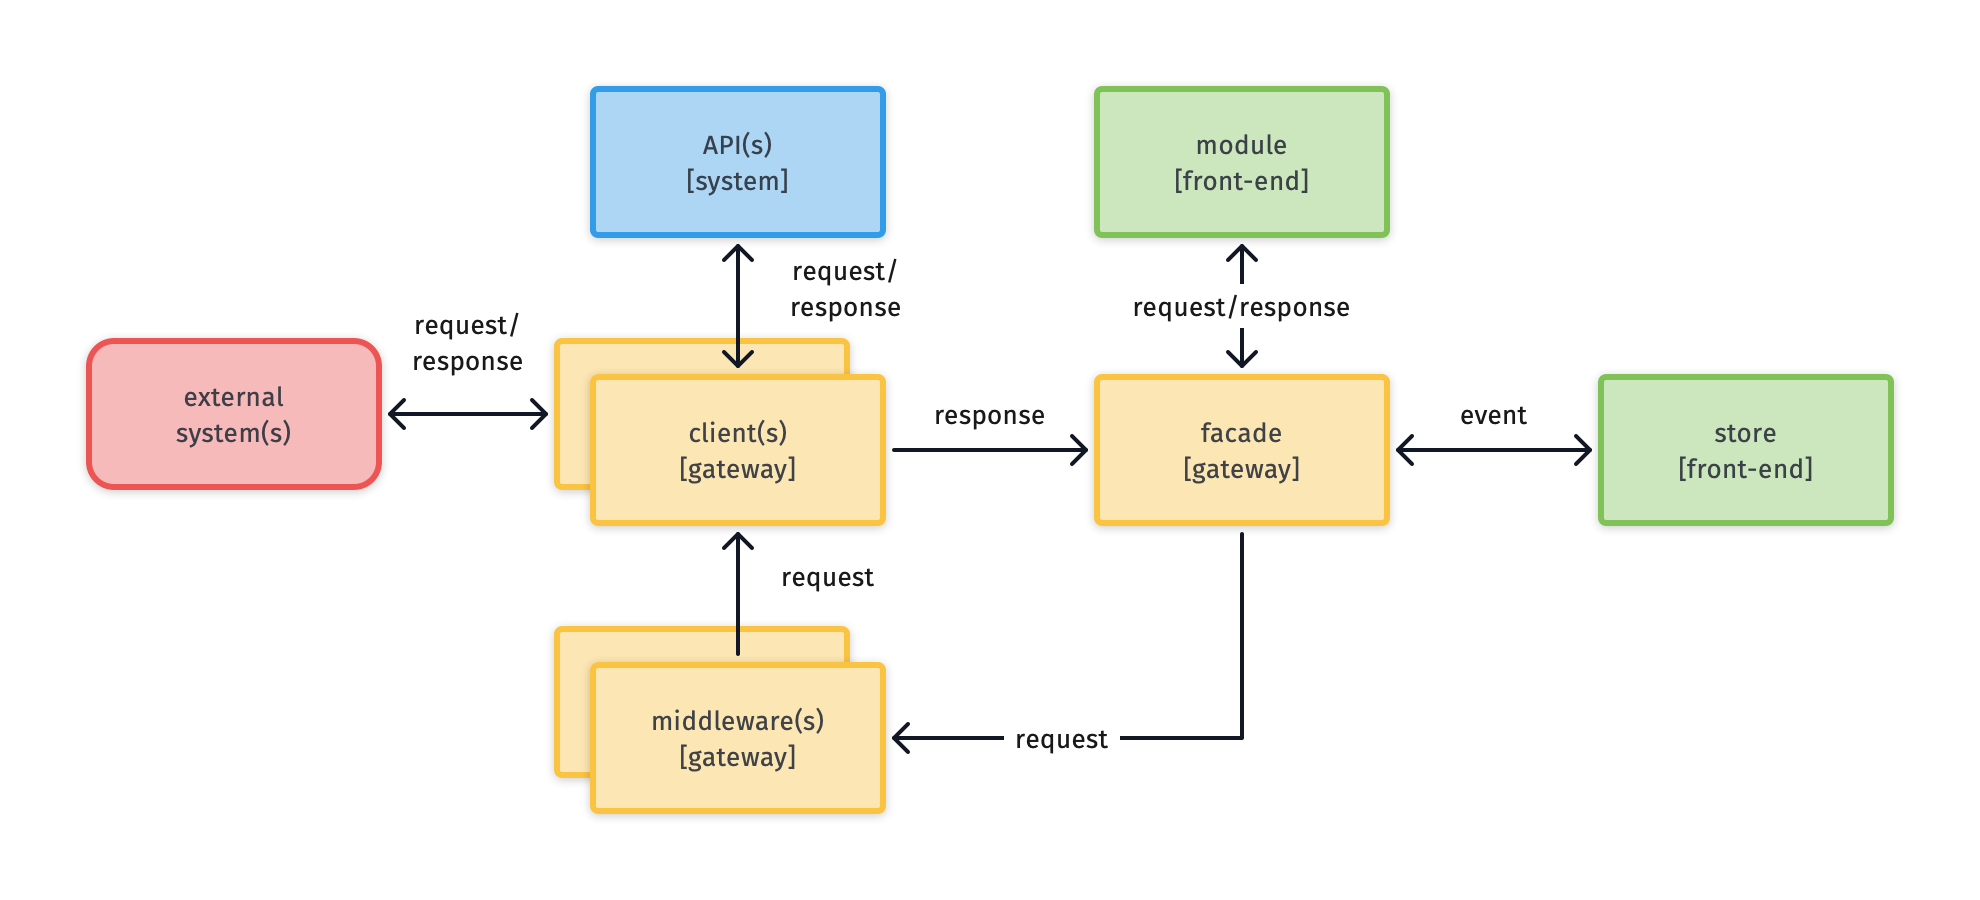 API(s)
[system]
module
[front-end]
request/
response
request/response
request/
response
external
system(s)
client(s)
[gateway]
response
facade
[gateway]
event
store
[front-end]
request
middleware(s)
[gateway]
request